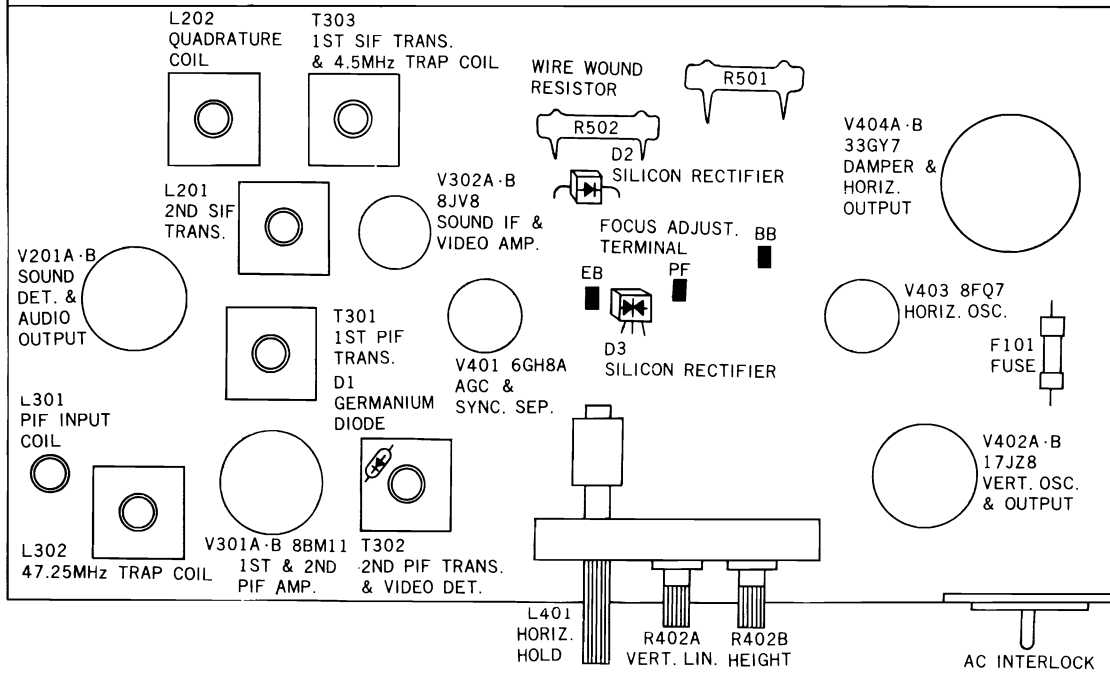 L202
QUADRATURE
COIL
T303
1ST SIF TRANS.
& 4.5MHz TRAP COIL
WIRE WOUND
RESISTOR
R501
R502
D2
SILICON RECTIFIER
V404A·B
33GY7
DAMPER &
HORIZ.
OUTPUT
L201
2ND SIF
TRANS.
V302A·B
8JV8
SOUND IF &
VIDEO AMP.
FOCUS ADJUST.
TERMINAL
BB
EB
PF
V201A·B
SOUND
DET. &
AUDIO
OUTPUT
T301
1ST PIF
TRANS.
V401 6GH8A
AGC &
SYNC. SEP.
D3
SILICON RECTIFIER
V403 8FQ7
HORIZ. OSC.
F101
FUSE
D1
GERMANIUM
DIODE
L301
PIF INPUT
COIL
V402A·B
17JZ8
VERT. OSC.
& OUTPUT
L302
47.25MHz TRAP COIL
V301A·B 8BM11
1ST & 2ND
PIF AMP.
T302
2ND PIF TRANS.
& VIDEO DET.
L401
HORIZ.
HOLD
R402A
VERT. LIN.
R402B
HEIGHT
AC INTERLOCK